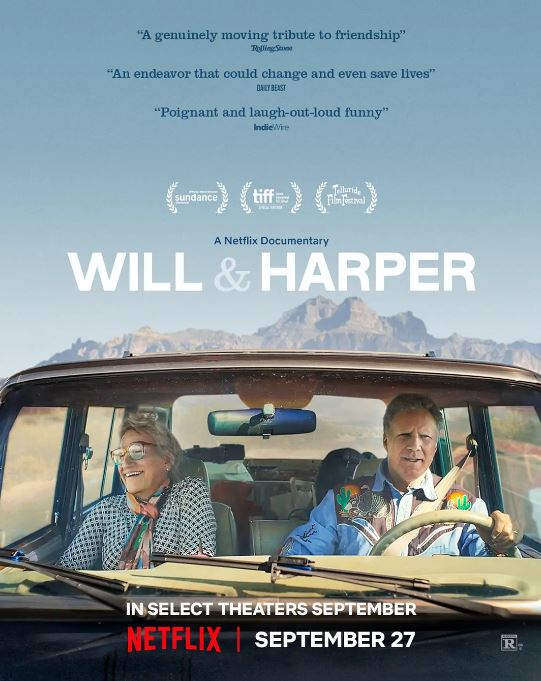 “A genuinely moving tribute to friendship”
RollingStone
“An endeavor that could change and even save lives”
DAILY BEAST
“Poignant and laugh-out-loud funny”
IndieWire
sundance
tiff
Telluride
Film Festival
A Netflix Documentary
WILL & HARPER
IN SELECT THEATERS SEPTEMBER
NETFLIX | SEPTEMBER 27
R